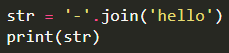 str = '-'.join('hello')
print(str)